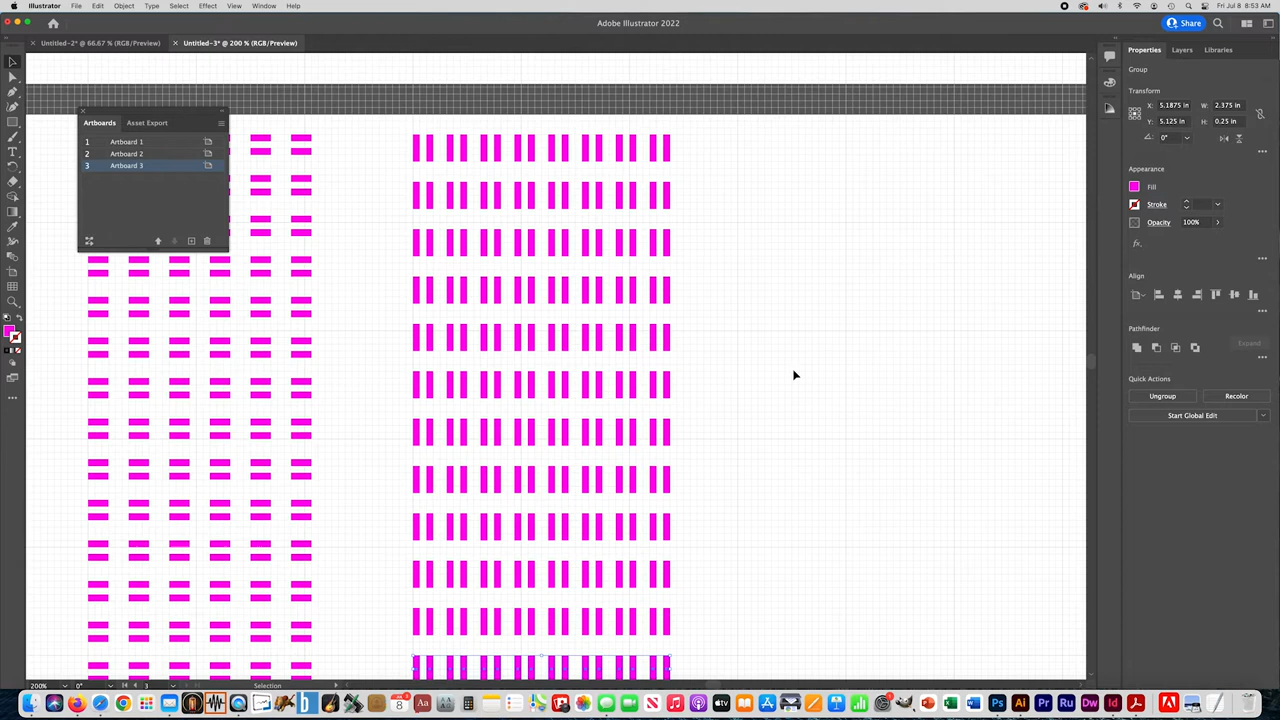 Illustrator File Edit Object Type Select Effect View Window Help
Fri Jul 8 8:53 AM
Adobe Illustrator 2022
Share
Untitled-2* @ 66.67 % (RGB/Preview)
Untitled-3* @ 200 % (RGB/Preview)
Properties Layers Libraries
Group
Transform
X: 5.1875 in W: 2.375 in
Y: 5.125 in H: 0.25 in
0°
Appearance
Fill
Stroke
Opacity 100%
fx.
Align
Pathfinder
Expand
Quick Actions
Ungroup Recolor
Start Global Edit
Artboards Asset Export
1 Artboard 1
2 Artboard 2
3 Artboard 3
200% 0° 3 Selection